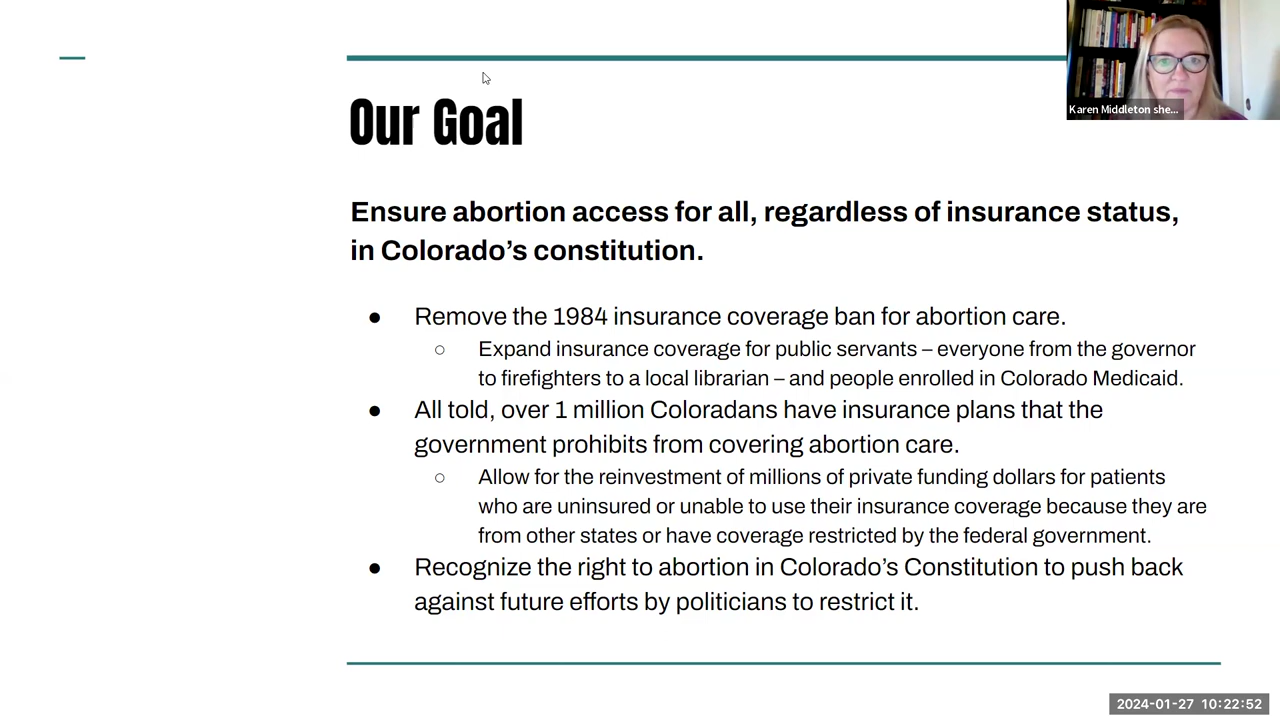 Karen Middleton she...
Our Goal
Ensure abortion access for all, regardless of insurance status,
in Colorado’s constitution.
● Remove the 1984 insurance coverage ban for abortion care.
○ Expand insurance coverage for public servants – everyone from the governor
to firefighters to a local librarian – and people enrolled in Colorado Medicaid.
● All told, over 1 million Coloradans have insurance plans that the
government prohibits from covering abortion care.
○ Allow for the reinvestment of millions of private funding dollars for patients
who are uninsured or unable to use their insurance coverage because they are
from other states or have coverage restricted by the federal government.
● Recognize the right to abortion in Colorado’s Constitution to push back
against future efforts by politicians to restrict it.
2024-01-27 10:22:52